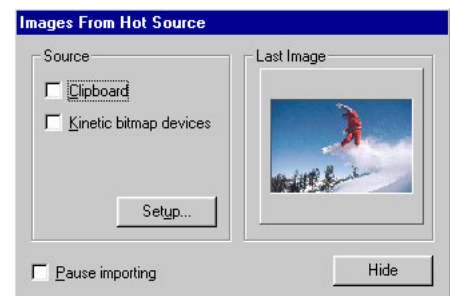 Images From Hot Source
Source
Last Image
Clipboard
Kinetic bitmap devices
Setup...
Pause importing
Hide